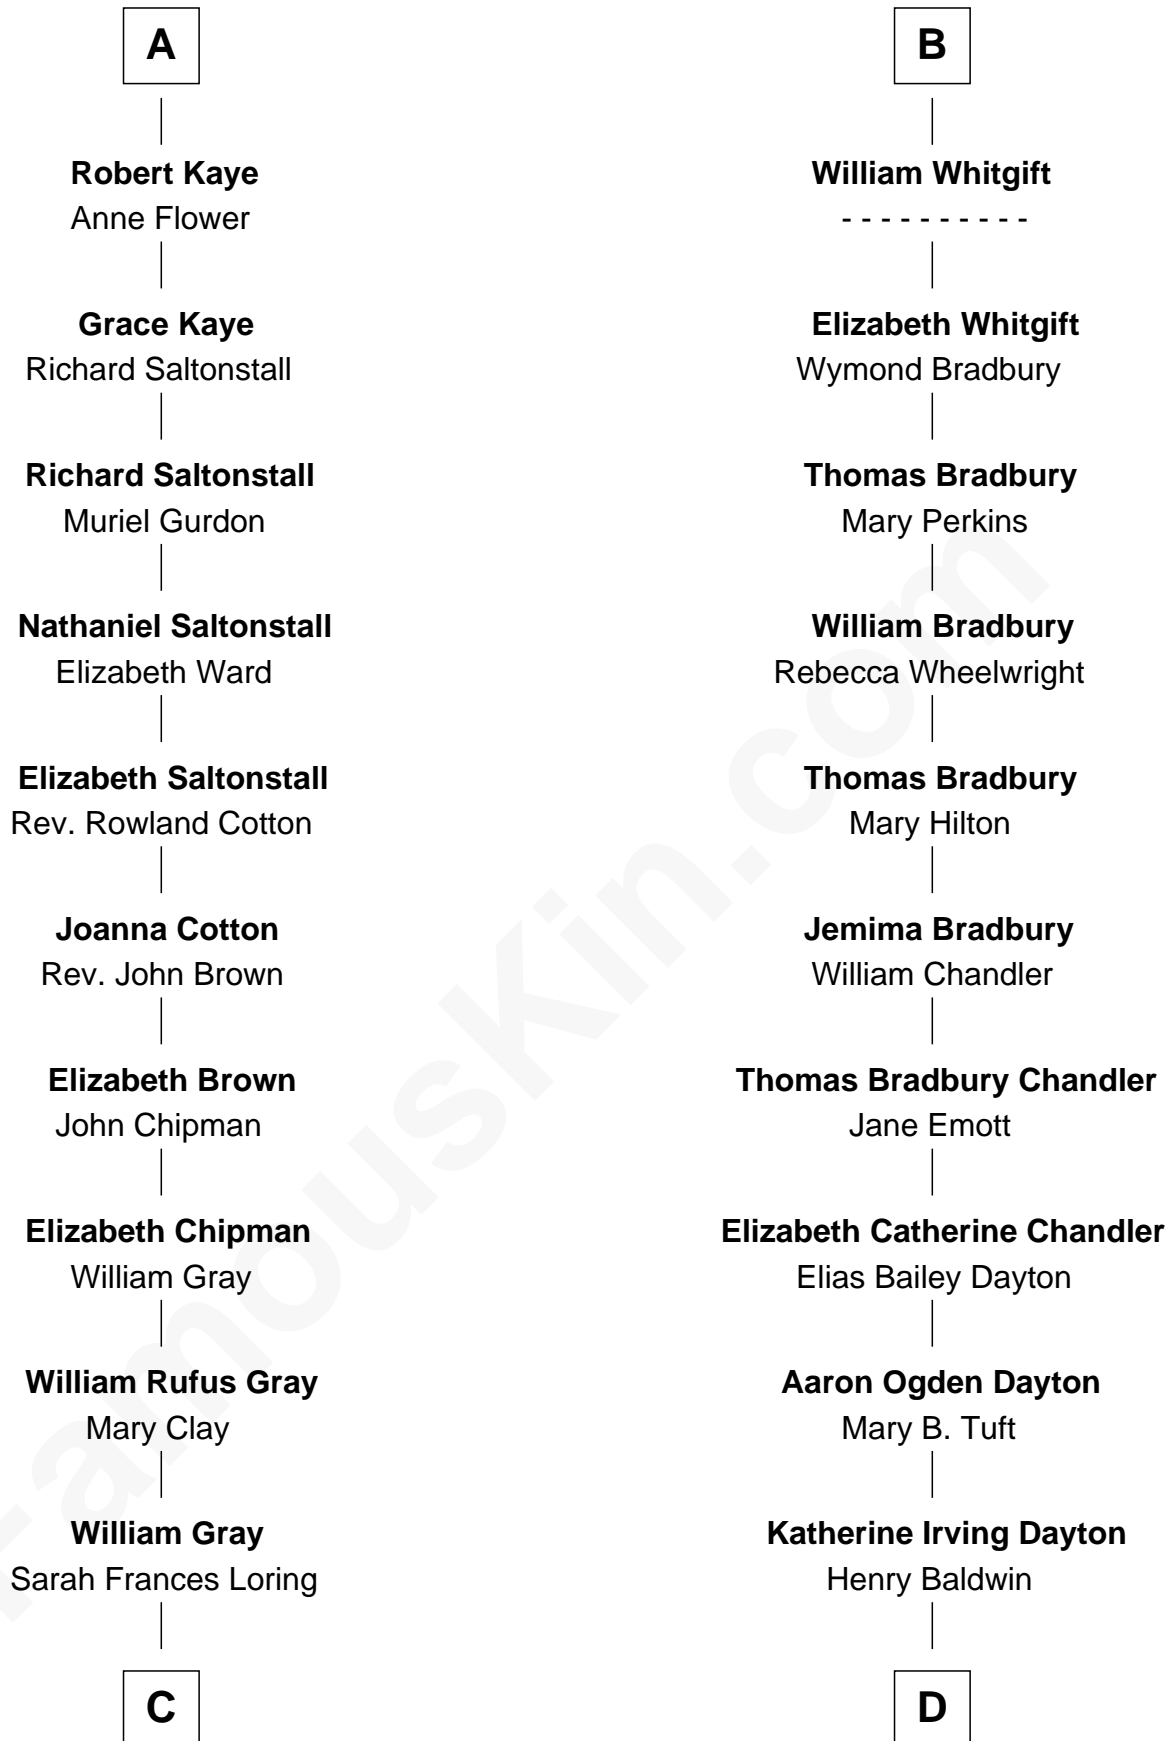 A
Robert Kaye
Anne Flower
Grace Kaye
Richard Saltonstall
Richard Saltonstall
Muriel Gurdon
Nathaniel Saltonstall
Elizabeth Ward
Elizabeth Saltonstall
Rev. Rowland Cotton
Joanna Cotton
Rev. John Brown
Elizabeth Brown
John Chipman
Elizabeth Chipman
William Gray
William Rufus Gray
Mary Clay
William Gray
Sarah Frances Loring
C
B
William Whitgift
- - - - - - - - - -
Elizabeth Whitgift
Wymond Bradbury
Thomas Bradbury
Mary Perkins
William Bradbury
Rebecca Wheelwright
Thomas Bradbury
Mary Hilton
Jemima Bradbury
William Chandler
Thomas Bradbury Chandler
Jane Emott
Elizabeth Catherine Chandler
Elias Bailey Dayton
Aaron Ogden Dayton
Mary B. Tuft
Katherine Irving Dayton
Henry Baldwin
D
FamousKin.com